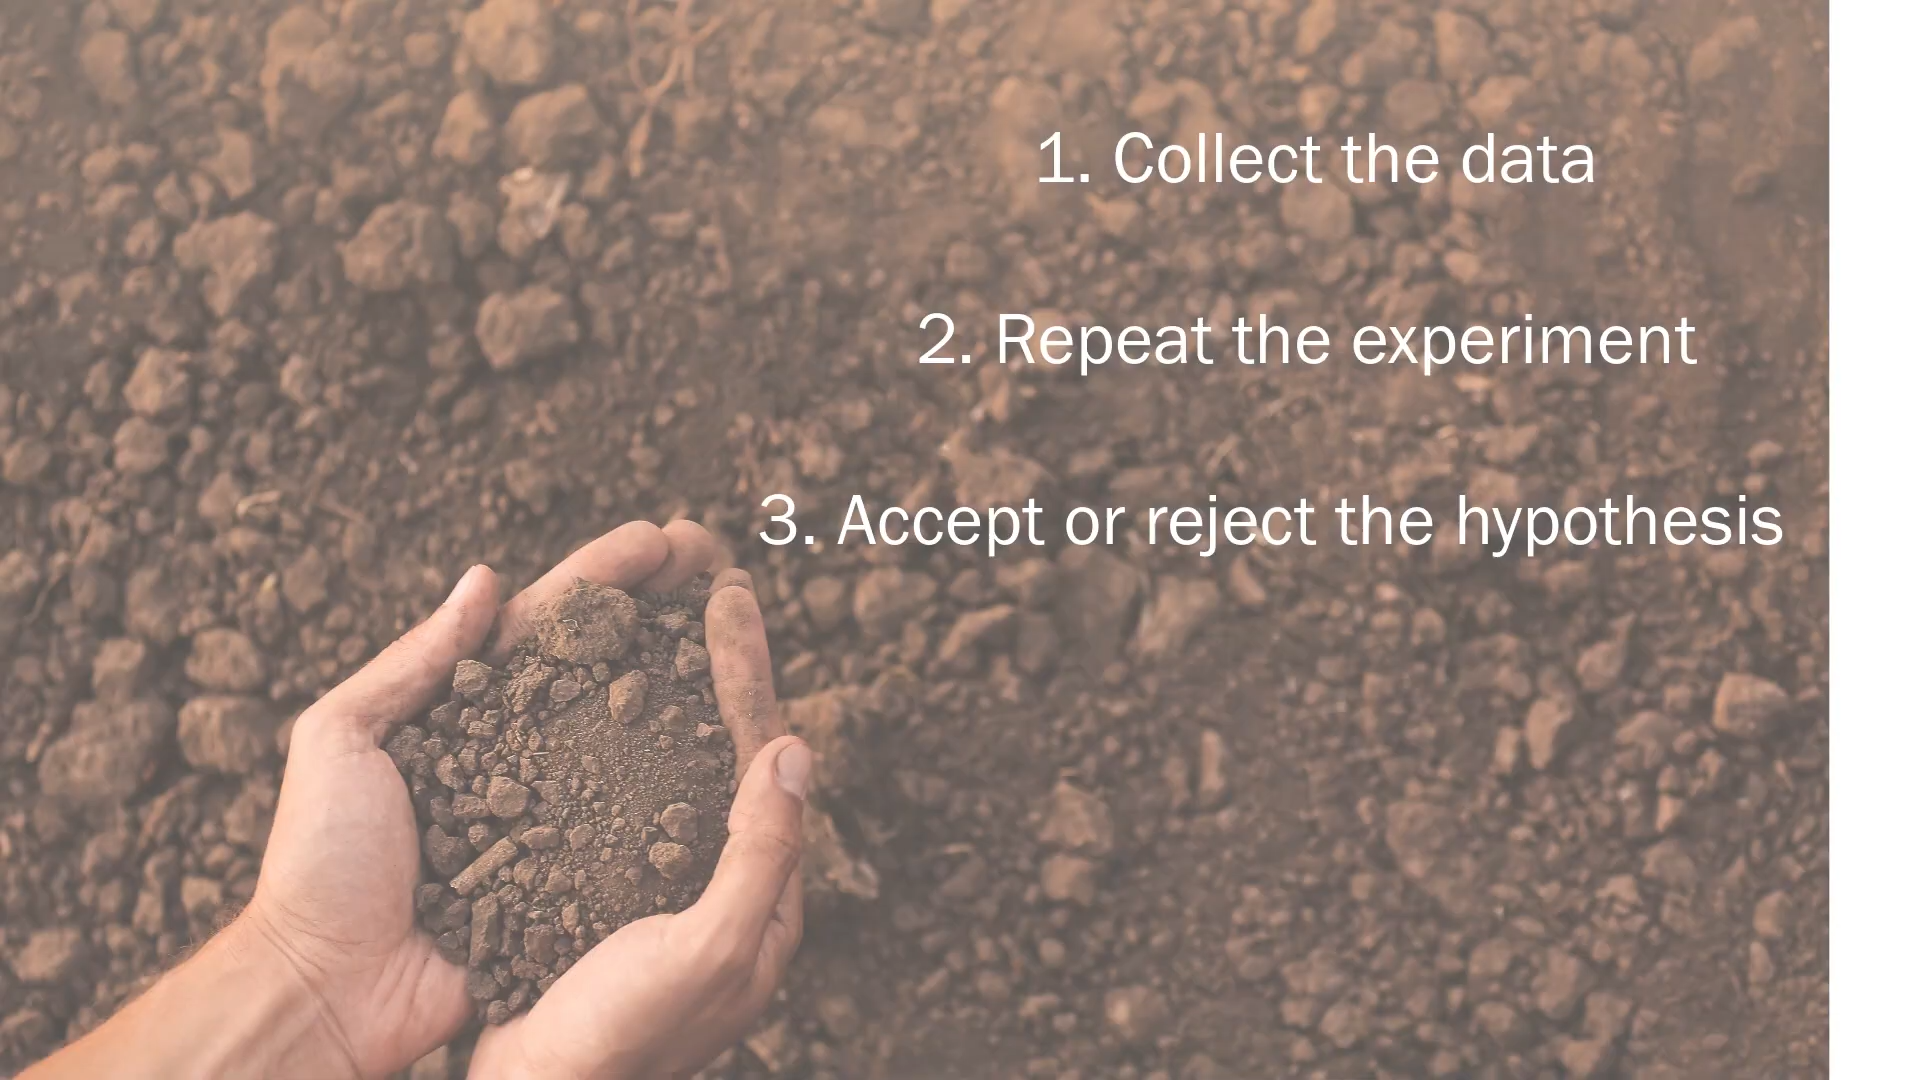 1. Collect the data
2. Repeat the experiment
3. Accept or reject the hypothesis